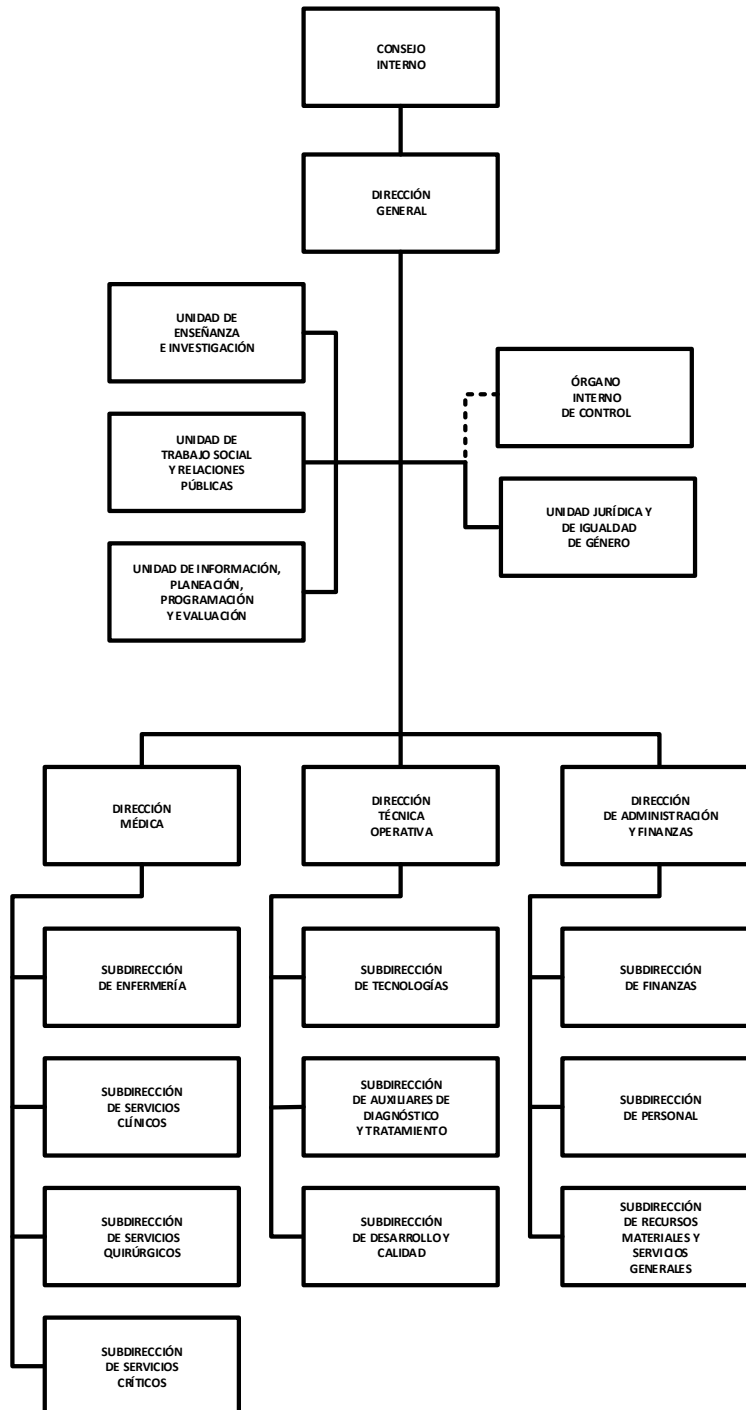 CONSEJO
INTERNO
DIRECCIÓN
GENERAL
UNIDAD DE
ENSEÑANZA
E INVESTIGACIÓN
ÓRGANO
INTERNO
DE CONTROL
UNIDAD DE
TRABAJO SOCIAL
Y RELACIONES
PÚBLICAS
UNIDAD JURÍDICA Y
DE IGUALDAD
DE GÉNERO
UNIDAD DE INFORMACIÓN,
PLANEACIÓN,
PROGRAMACIÓN
Y EVALUACIÓN
DIRECCIÓN
MÉDICA
DIRECCIÓN
TÉCNICA
OPERATIVA
DIRECCIÓN
DE ADMINISTRACIÓN
Y FINANZAS
SUBDIRECCIÓN
DE ENFERMERÍA
SUBDIRECCIÓN
DE TECNOLOGÍAS
SUBDIRECCIÓN
DE FINANZAS
SUBDIRECCIÓN
DE SERVICIOS
CLÍNICOS
SUBDIRECCIÓN
DE AUXILIARES DE
DIAGNÓSTICO
Y TRATAMIENTO
SUBDIRECCIÓN
DE PERSONAL
SUBDIRECCIÓN
DE SERVICIOS
QUIRÚRGICOS
SUBDIRECCIÓN
DE DESARROLLO Y
CALIDAD
SUBDIRECCIÓN
DE RECURSOS
MATERIALES Y
SERVICIOS
GENERALES
SUBDIRECCIÓN
DE SERVICIOS
CRÍTICOS